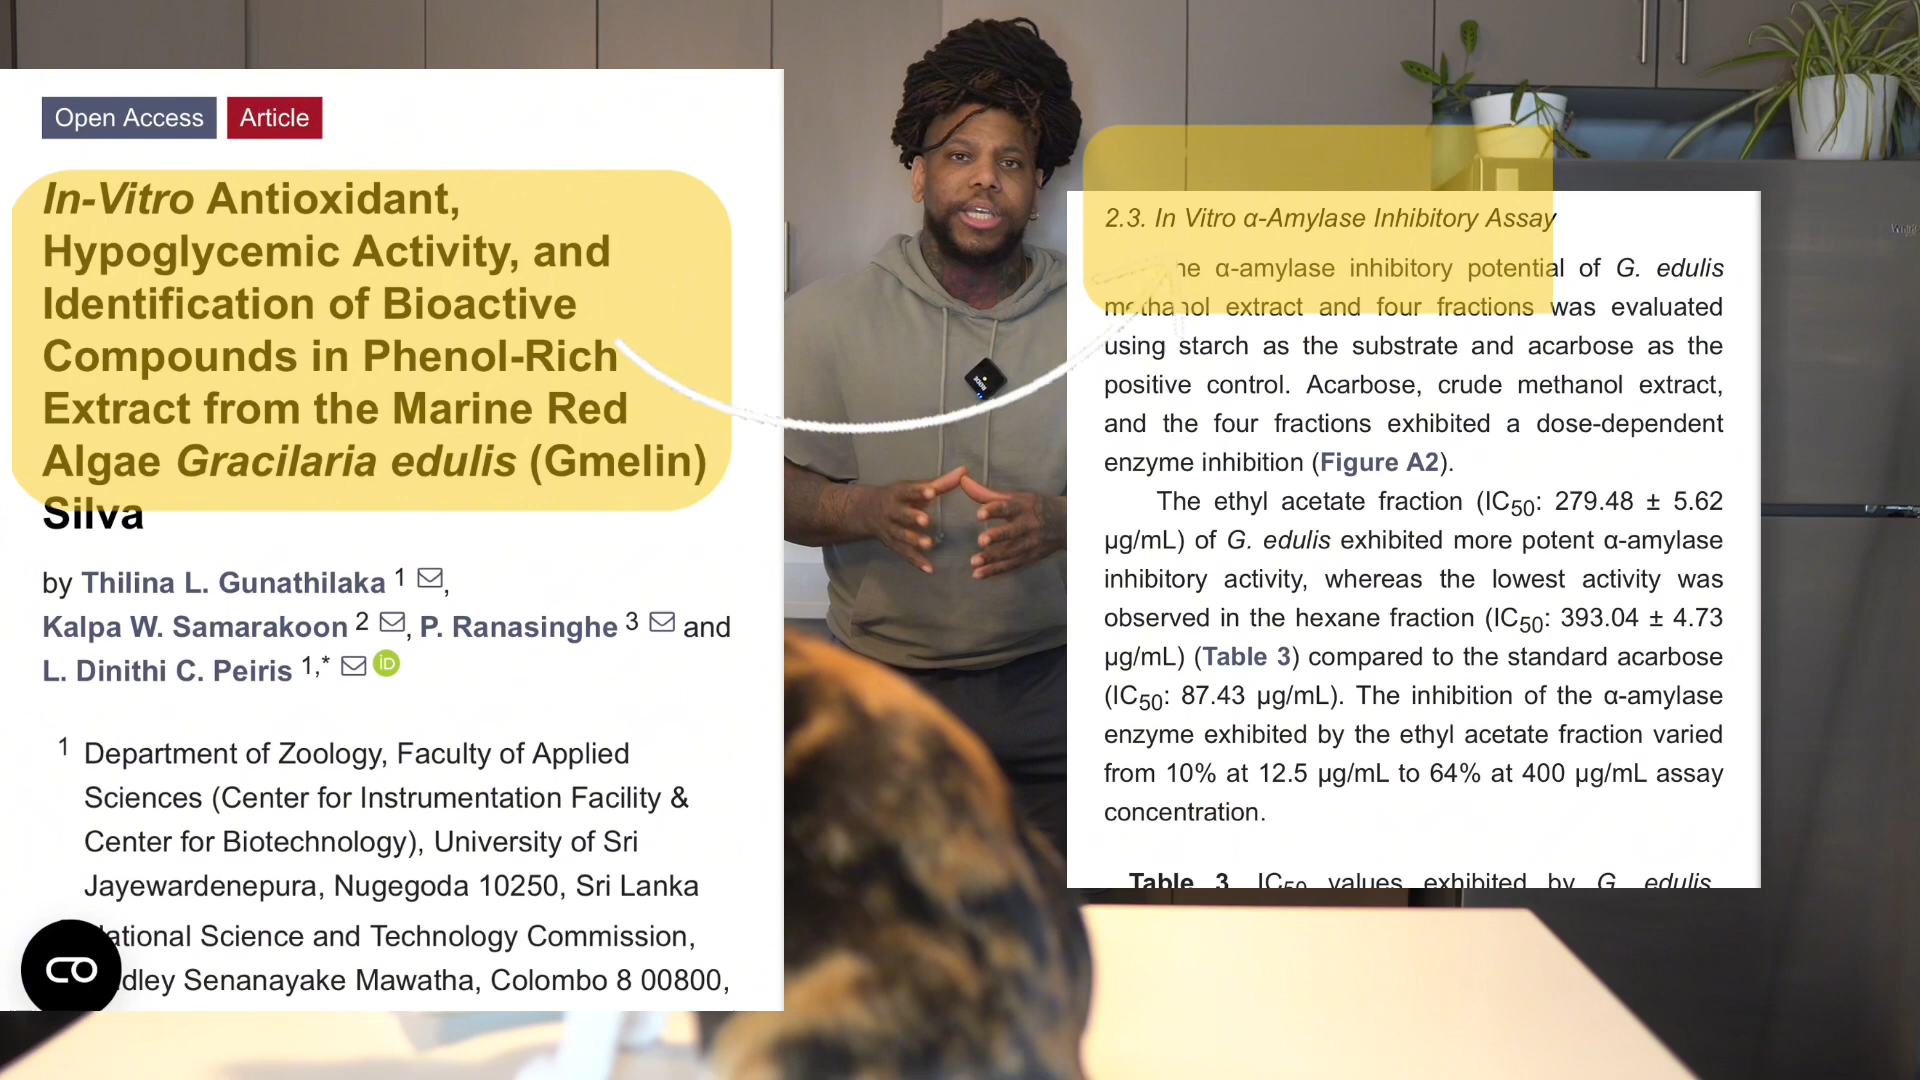 Open Access Article
In-Vitro Antioxidant,
Hypoglycemic Activity, and
Identification of Bioactive
Compounds in Phenol-Rich
Extract from the Marine Red
Algae Gracilaria edulis (Gmelin)
Silva
by Thilina L. Gunathilaka 1 ,
Kalpa W. Samarakoon 2 , P. Ranasinghe 3 and
L. Dinithi C. Peiris 1,* iD
1 Department of Zoology, Faculty of Applied
Sciences (Center for Instrumentation Facility &
Center for Biotechnology), University of Sri
Jayewardenepura, Nugegoda 10250, Sri Lanka
ational Science and Technology Commission,
dley Senanayake Mawatha, Colombo 8 00800,
2.3. In Vitro α-Amylase Inhibitory Assay
he α-amylase inhibitory potential of G. edulis
methanol extract and four fractions was evaluated
using starch as the substrate and acarbose as the
positive control. Acarbose, crude methanol extract,
and the four fractions exhibited a dose-dependent
enzyme inhibition (Figure A2).
The ethyl acetate fraction (IC50: 279.48 ± 5.62
µg/mL) of G. edulis exhibited more potent α-amylase
inhibitory activity, whereas the lowest activity was
observed in the hexane fraction (IC50: 393.04 ± 4.73
µg/mL) (Table 3) compared to the standard acarbose
(IC50: 87.43 µg/mL). The inhibition of the α-amylase
enzyme exhibited by the ethyl acetate fraction varied
from 10% at 12.5 µg/mL to 64% at 400 µg/mL assay
concentration.
Table 3. IC50 values exhibited by G. edulis